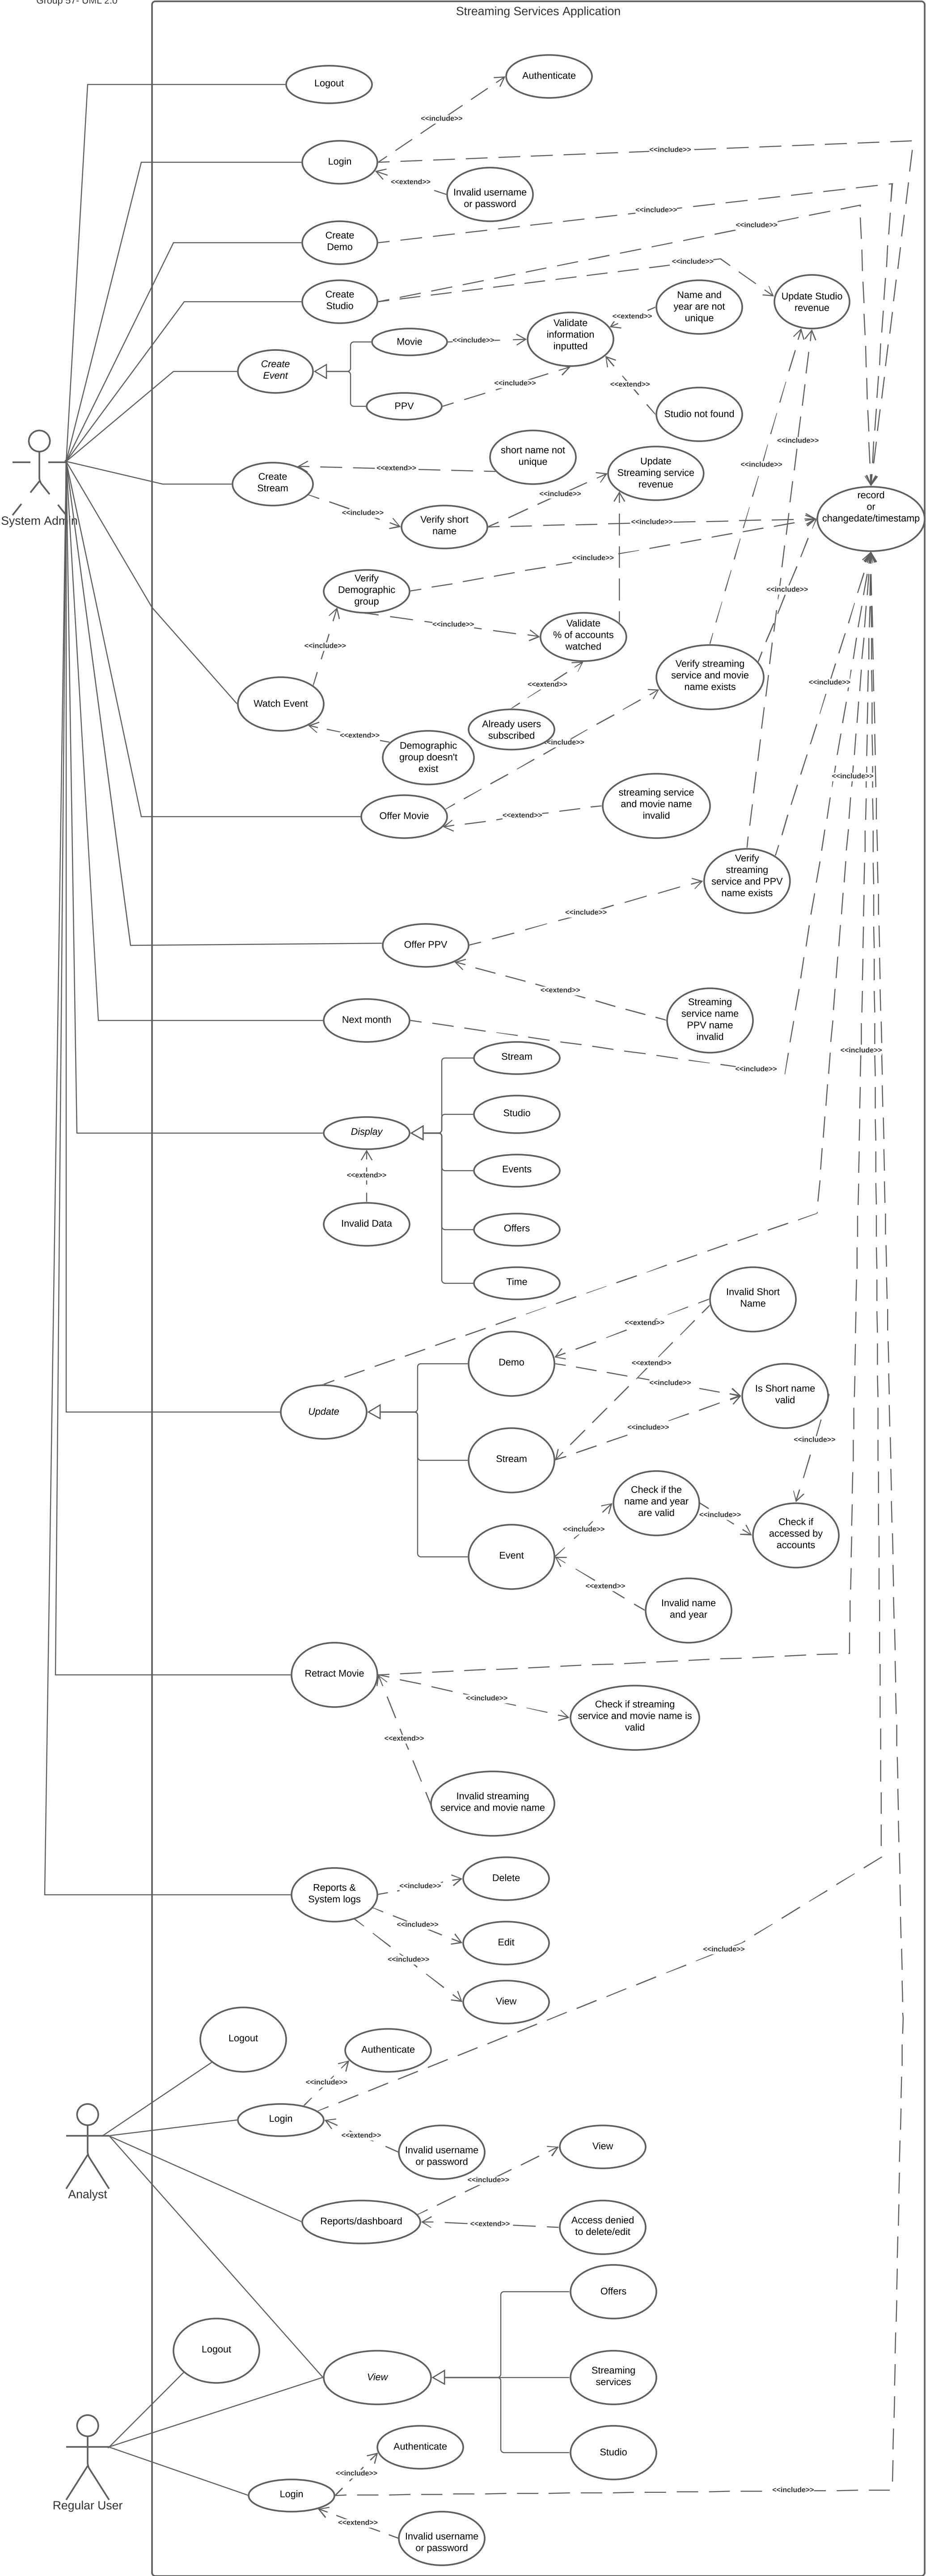 Group 57- UML 2.0
Streaming Services Application
Logout
Authenticate
<<include>>
Login
<<include>>
<<extend>>
Invalid username
or password
<<include>>
Create
Demo
<<include>>
<<include>>
Create
Studio
Name and
year are not
unique
Update Studio
revenue
<<extend>>
Validate
information
inputted
Movie
<<include>>
Create
Event
<<include>>
<<extend>>
PPV
Studio not found
System Admin
<<include>>
short name not
unique
<<extend>>
Update
Streaming service
revenue
<<include>>
Create
Stream
<<include>>
record
or
changedate/timestamp
<<include>>
Verify short
name
<<include>>
<<include>>
Verify
Demographic
group
<<include>>
<<include>>
Validate
% of accounts
watched
<<include>>
Verify streaming
service and movie
name exists
<<extend>>
<<include>>
Watch Event
Already users
subscribed
<<extend>>
<<include>>
Demographic
group doesn't
exist
<<include>>
streaming service
and movie name
invalid
Offer Movie
<<extend>>
Verify
streaming
service and PPV
name exists
<<include>>
Offer PPV
<<extend>>
Streaming
service name
PPV name
invalid
Next month
<<include>>
<<include>>
Stream
Studio
Display
Events
<<extend>>
Invalid Data
Offers
Time
Invalid Short
Name
<<extend>>
Demo
<<extend>>
<<include>>
Is Short name
valid
Update
<<include>>
<<include>>
Stream
Check if the
name and year
are valid
<<include>>
<<include>>
Check if
accessed by
accounts
Event
<<extend>>
Invalid name
and year
Retract Movie
<<include>>
Check if streaming
service and movie name is
valid
<<extend>>
Invalid streaming
service and movie name
Delete
<<include>>
Reports &
System logs
<<include>>
Edit
<<include>>
<<include>>
View
Logout
Authenticate
<<include>>
Login
<<extend>>
Invalid username
or password
View
Analyst
<<include>>
Reports/dashboard
<<extend>>
Access denied
to delete/edit
Offers
Logout
View
Streaming
services
Authenticate
Studio
<<include>>
Login
<<include>>
Regular User
<<extend>>
Invalid username
or password